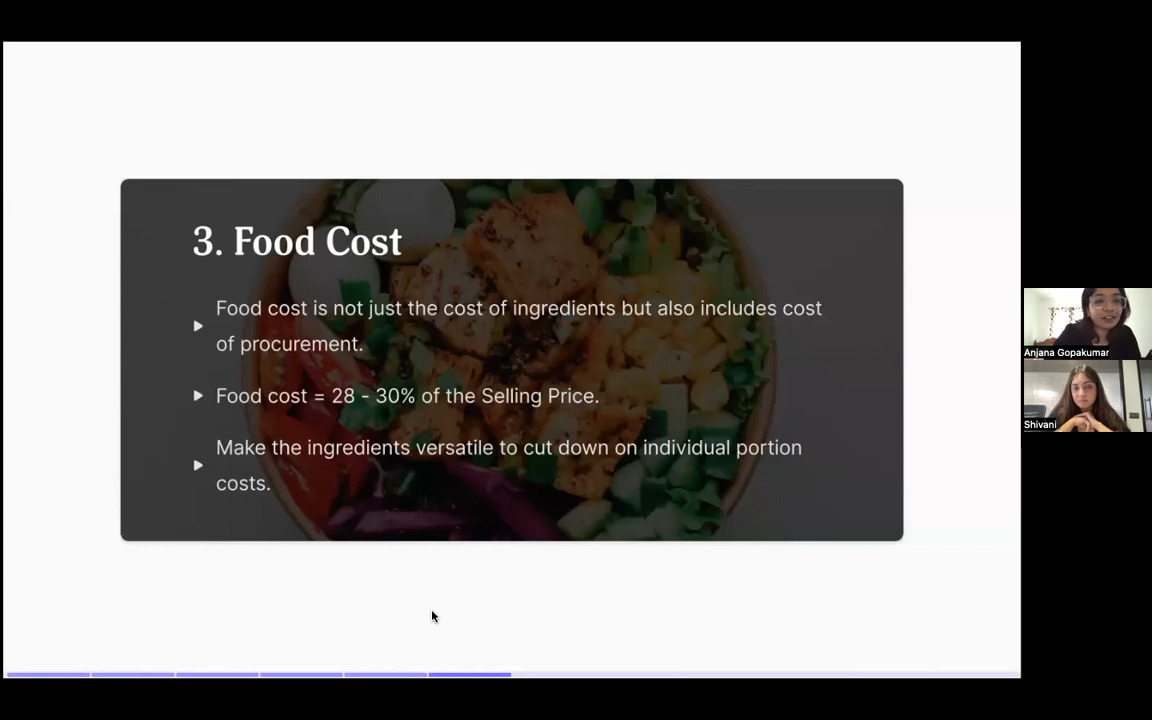 3. Food Cost
Food cost is not just the cost of ingredients but also includes cost
of procurement.
Food cost = 28 - 30% of the Selling Price.
Make the ingredients versatile to cut down on individual portion
costs.
Anjana Gopakumar
Shivani